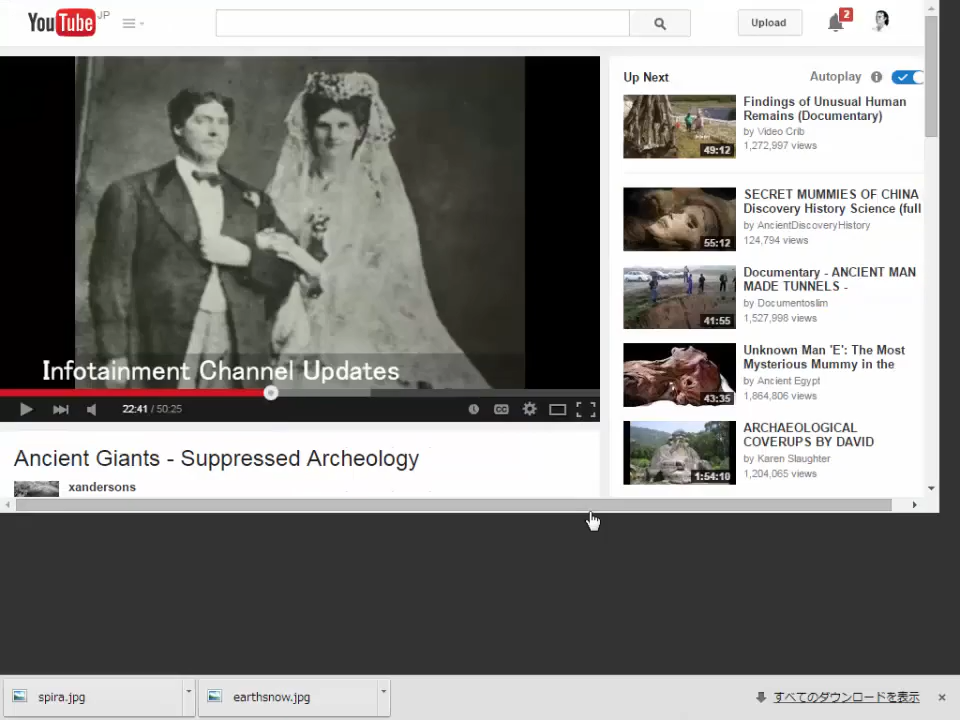 YouTube JP
Upload
2
Infotainment Channel Updates
22:41 / 50:25
CC
Ancient Giants - Suppressed Archeology
xandersons
Up Next
Autoplay
49:12
Findings of Unusual Human
Remains (Documentary)
by Video Crib
1,272,997 views
55:12
SECRET MUMMIES OF CHINA
Discovery History Science (full
by AncientDiscoveryHistory
124,794 views
41:55
Documentary - ANCIENT MAN
MADE TUNNELS -
by Documentoslim
1,527,998 views
43:35
Unknown Man 'E': The Most
Mysterious Mummy in the
by Ancient Egypt
1,864,806 views
1:54:10
ARCHAEOLOGICAL
COVERUPS BY DAVID
by Karen Slaughter
1,204,065 views
spira.jpg
earthsnow.jpg
すべてのダウンロードを表示